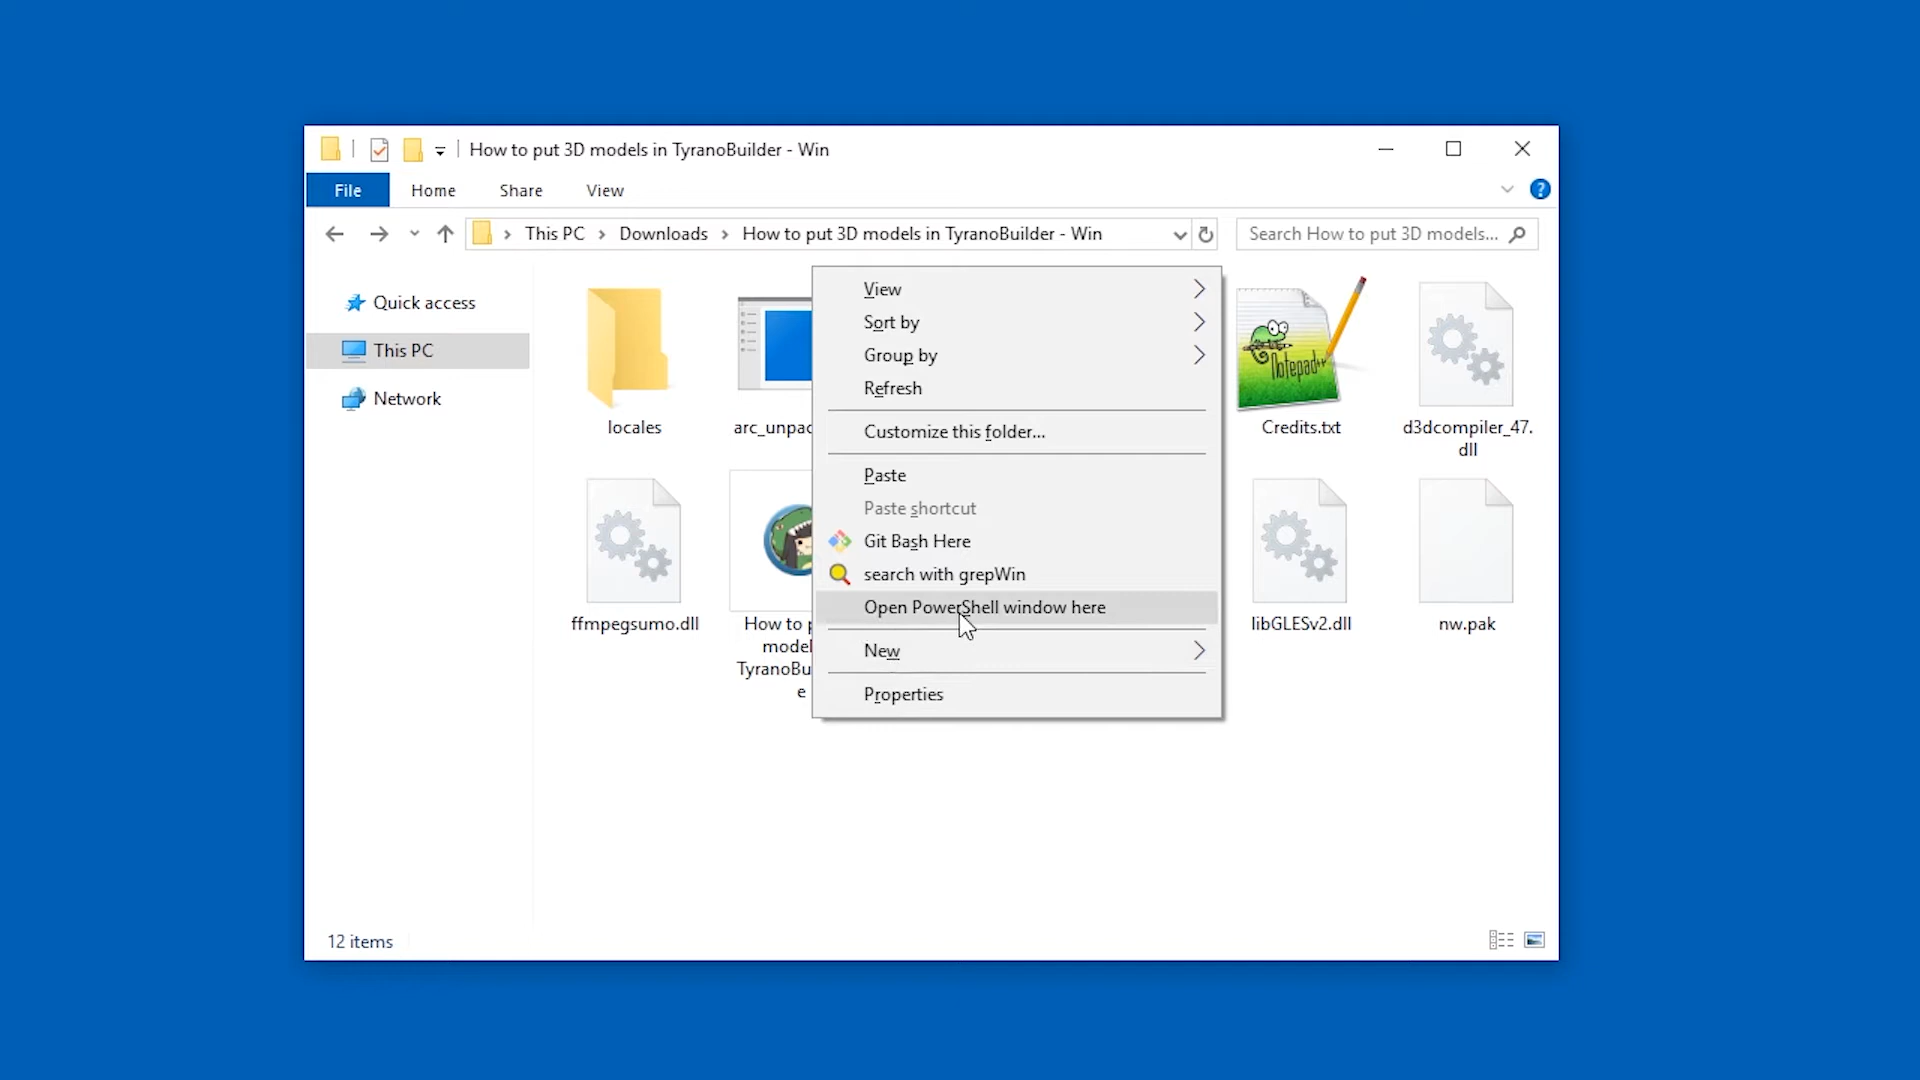 How to put 3D models in TyranoBuilder - Win
File
Home
Share
View
This PC
Downloads
How to put 3D models in TyranoBuilder - Win
Search How to put 3D models...
Quick access
This PC
Network
locales
arc_unpac
Notepad++
Credits.txt
d3dcompiler_47.
dll
ffmpegsumo.dll
How to p
model
TyranoBu
e
libGLESv2.dll
nw.pak
View
Sort by
Group by
Refresh
Customize this folder...
Paste
Paste shortcut
Git Bash Here
search with grepWin
Open PowerShell window here
New
Properties
12 items